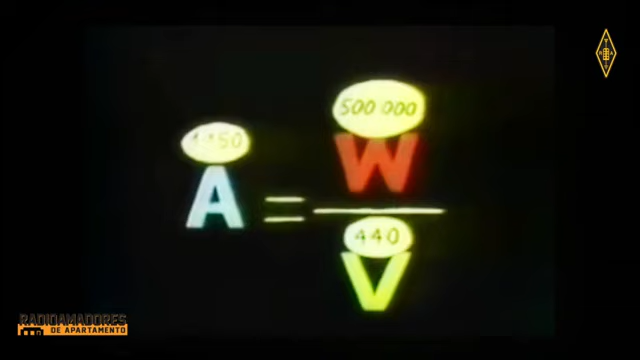 500 000
A = W
440
V
RADIOAMADORES
DE APARTAMENTO